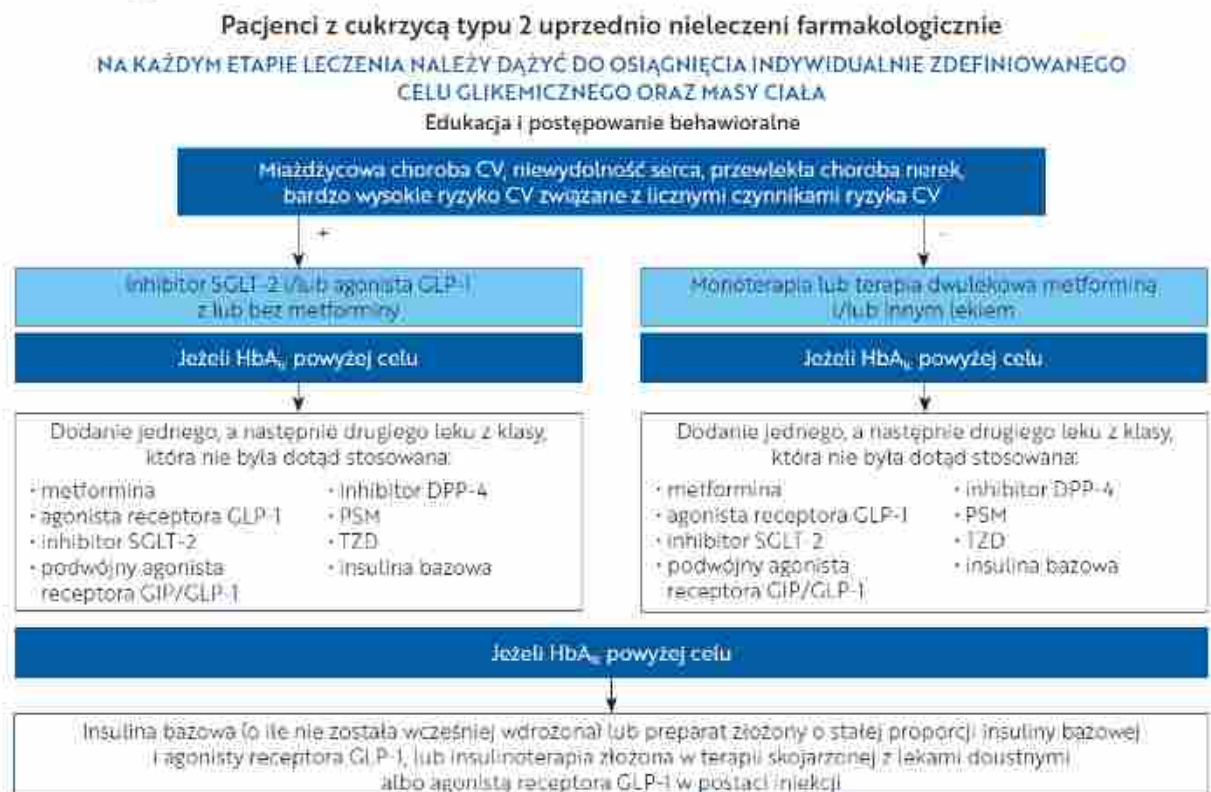 Pacjenci z cukrzycą typu 2 uprzednio nieleczeni farmakologicznie
NA KAŻDYM ETAPIE LECZENIA NALEŻY DĄŻYĆ DO OSIĄGNIĘCIA INDYWIDUALNIE ZDEFINIOWANEGO
CELU GLIKEMICZNEGO ORAZ MASY CIAŁA
Edukacja i postępowanie behawioralne
Miażdżycowa choroba CV, niewydolność serca, przewlekła choroba nerek,
bardzo wysokie ryzyko CV związane z licznymi czynnikami ryzyka CV
+
-
Inhibitor SGLT-2 i/lub agonista GLP-1
z lub bez metforminy
Jeżeli HbA1c powyżej celu
Dodanie jednego, a następnie drugiego leku z klasy,
która nie była dotąd stosowana:
• metformina
• agonista receptora GLP-1
• inhibitor SGLT-2
• podwójny agonista
receptora GIP/GLP-1
• inhibitor DPP-4
• PSM
• TZD
• insulina bazowa
Monoterapia lub terapia dwulekowa metforminą
i/lub innym lekiem
Jeżeli HbA1c powyżej celu
Dodanie jednego, a następnie drugiego leku z klasy,
która nie była dotąd stosowana:
• metformina
• agonista receptora GLP-1
• inhibitor SGLT-2
• podwójny agonista
receptora GIP/GLP-1
• inhibitor DPP-4
• PSM
• TZD
• insulina bazowa
Jeżeli HbA1c powyżej celu
Insulina bazowa (o ile nie została wcześniej wdrożona) lub preparat złożony o stałej proporcji insuliny bazowej
i agonisty receptora GLP-1, lub insulinoterapia złożona w terapii skojarzonej z lekami doustnymi
albo agonistą receptora GLP-1 w postaci iniekcji